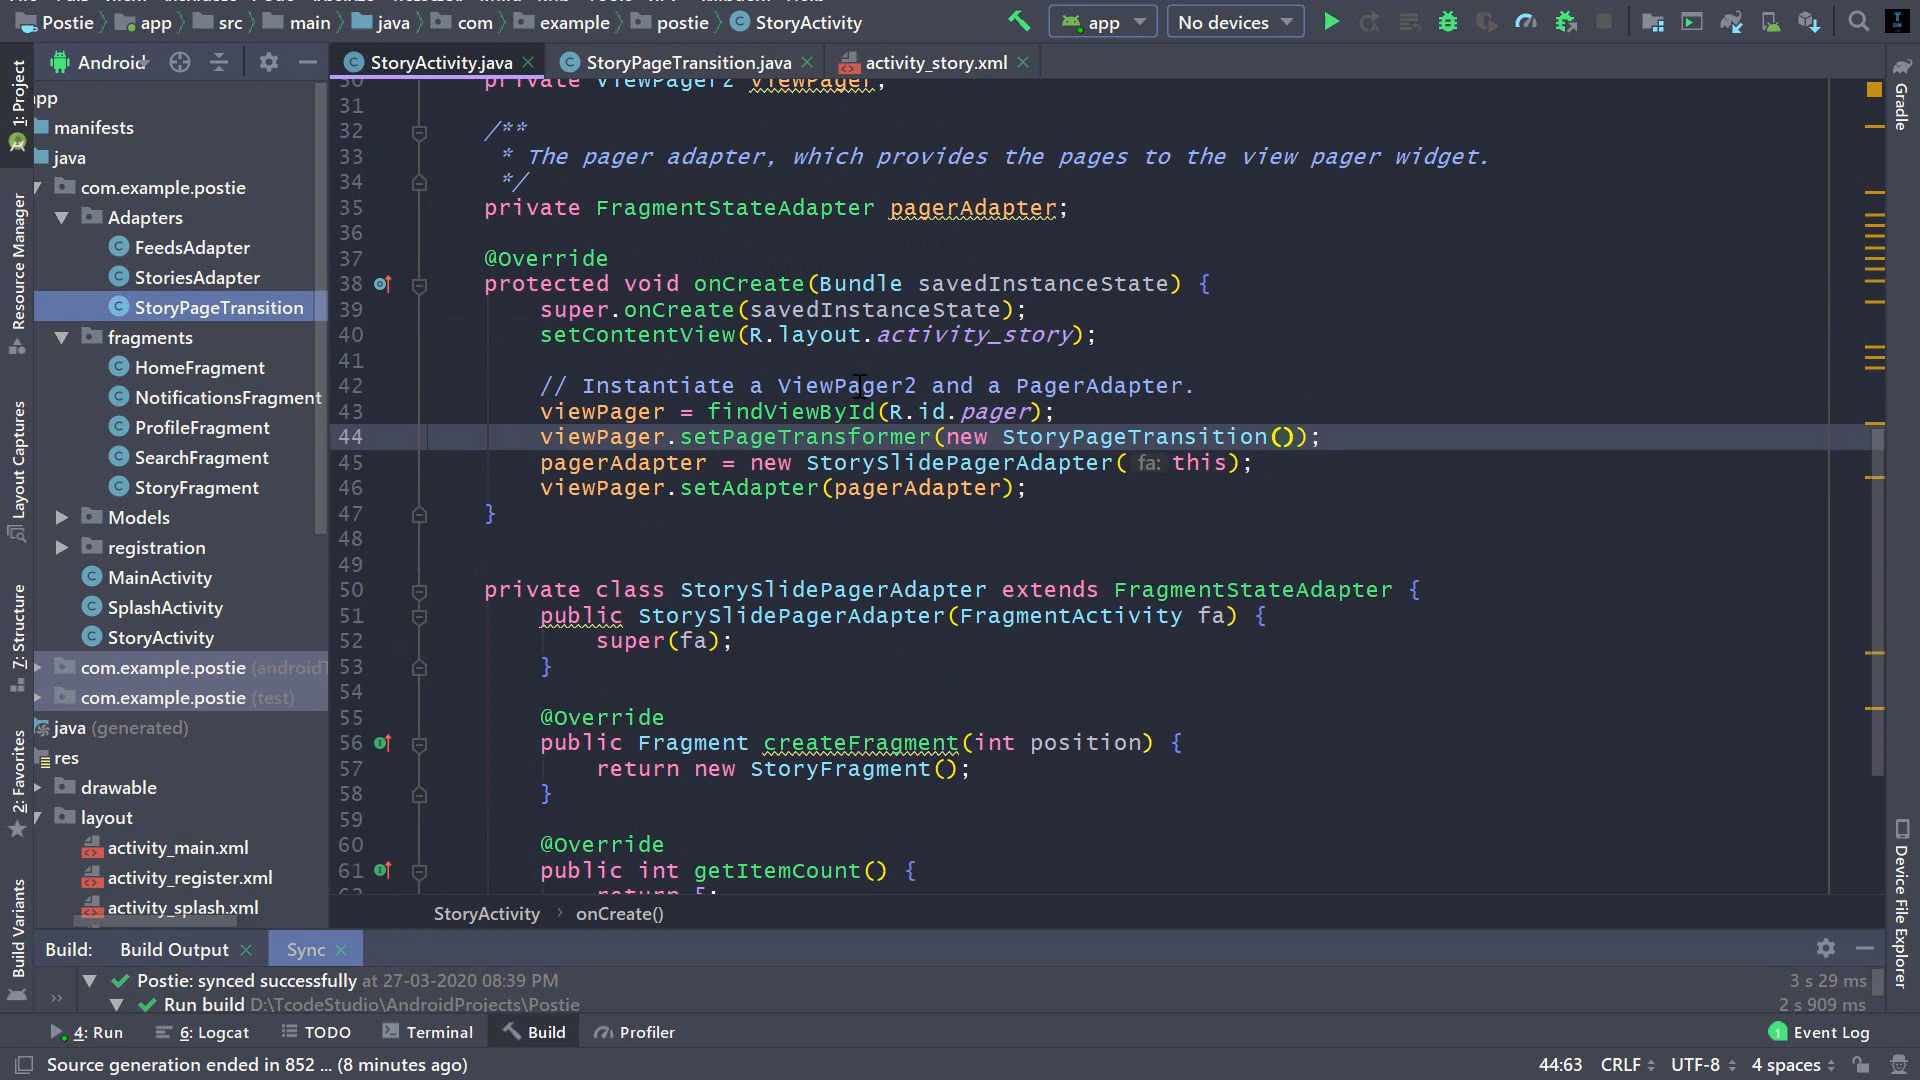 Postie app src main java com example postie StoryActivity app No devices
Android StoryActivity.java StoryPageTransition.java activity_story.xml
1: Project
Resource Manager
Layout Captures
7: Structure
2: Favorites
Build Variants
app
manifests
java
com.example.postie
Adapters
FeedsAdapter
StoriesAdapter
StoryPageTransition
fragments
HomeFragment
NotificationsFragment
ProfileFragment
SearchFragment
StoryFragment
Models
registration
MainActivity
SplashActivity
StoryActivity
com.example.postie (androidT
com.example.postie (test)
java (generated)
res
drawable
layout
activity_main.xml
activity_register.xml
activity_splash.xml
30 private ViewPager2 viewPager;
31
32 /**
33 * The pager adapter, which provides the pages to the view pager widget.
34 */
35 private FragmentStateAdapter pagerAdapter;
36
37 @Override
38 protected void onCreate(Bundle savedInstanceState) {
39 super.onCreate(savedInstanceState);
40 setContentView(R.layout.activity_story);
41
42 // Instantiate a ViewPager2 and a PagerAdapter.
43 viewPager = findViewById(R.id.pager);
44 viewPager.setPageTransformer(new StoryPageTransition());
45 pagerAdapter = new StorySlidePagerAdapter( fa: this);
46 viewPager.setAdapter(pagerAdapter);
47 }
48
49
50 private class StorySlidePagerAdapter extends FragmentStateAdapter {
51 public StorySlidePagerAdapter(FragmentActivity fa) {
52 super(fa);
53 }
54
55 @Override
56 public Fragment createFragment(int position) {
57 return new StoryFragment();
58 }
59
60 @Override
61 public int getItemCount() {
return 5;
StoryActivity › onCreate()
Gradle
Device File Explorer
Build: Build Output Sync
Postie: synced successfully at 27-03-2020 08:39 PM 3 s 29 ms
Run build D:\TcodeStudio\AndroidProjects\Postie 2 s 909 ms
4: Run 6: Logcat TODO Terminal Build Profiler 1 Event Log
Source generation ended in 852 ... (8 minutes ago) 44:63 CRLF UTF-8 4 spaces